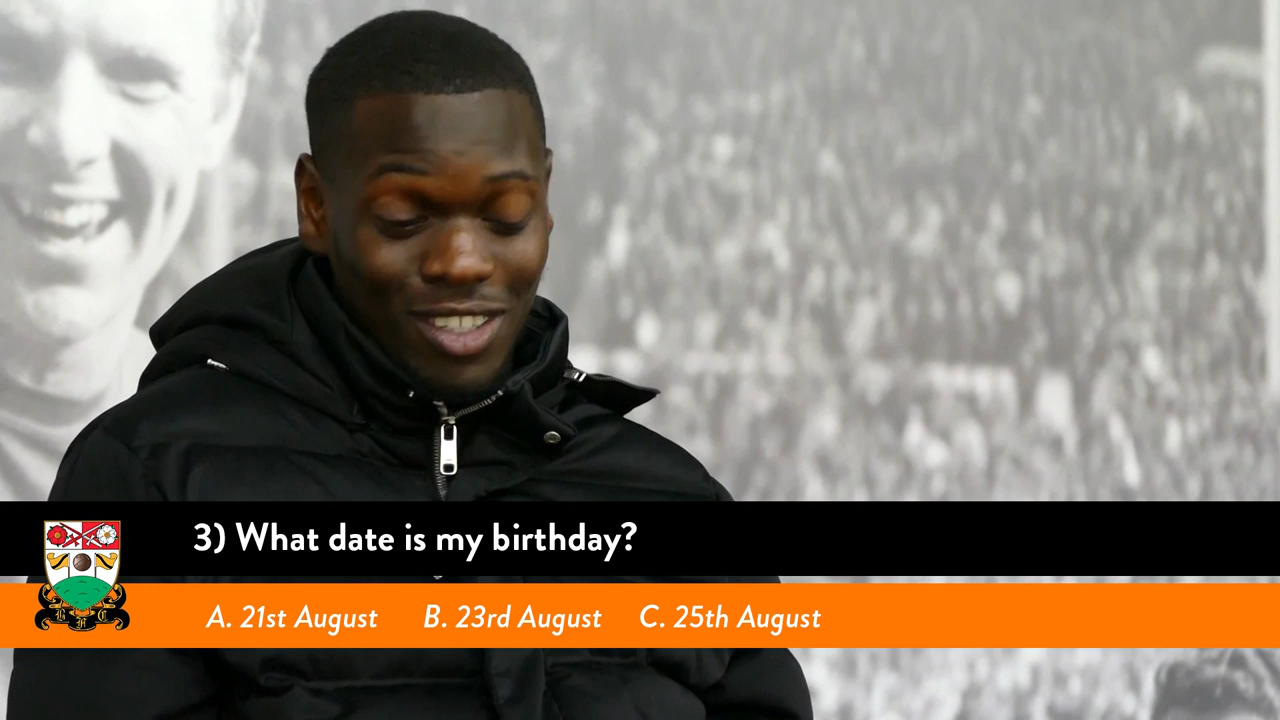 3) What date is my birthday?
A. 21st August B. 23rd August C. 25th August
B F C